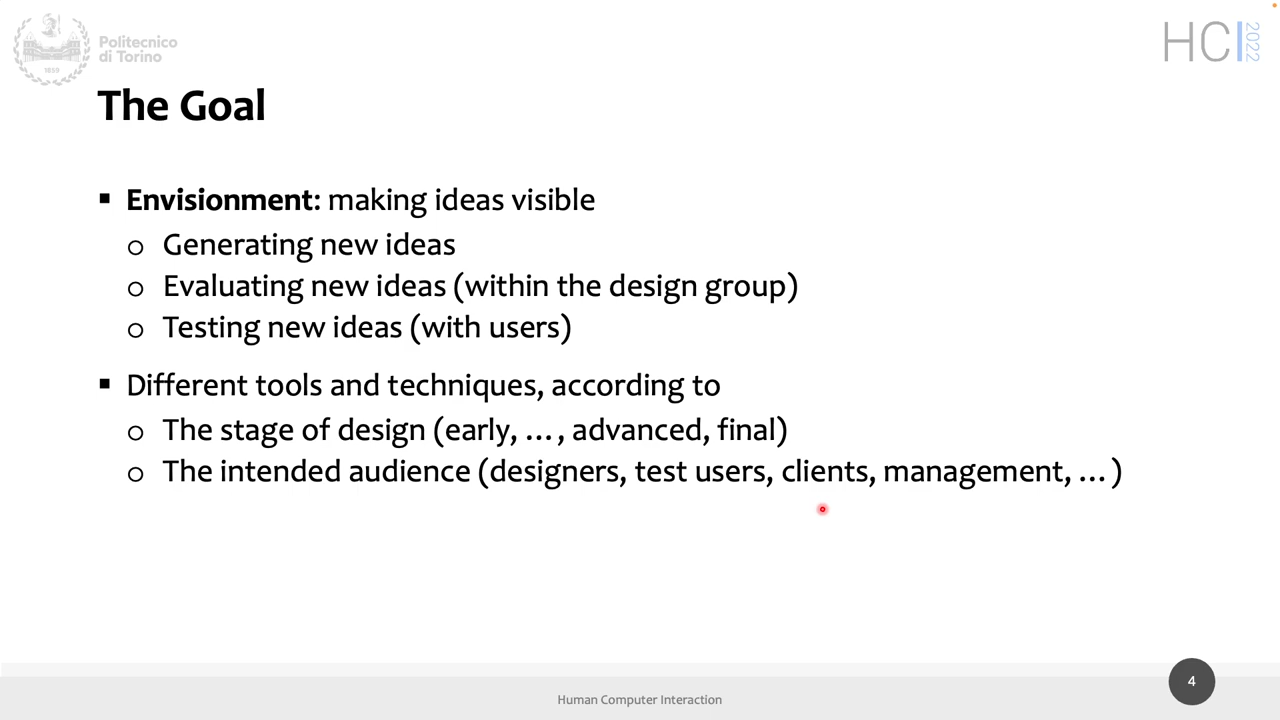 Politecnico
di Torino
1859
HCI 2022
The Goal
▪ Envisionment: making ideas visible
o Generating new ideas
o Evaluating new ideas (within the design group)
o Testing new ideas (with users)
▪ Different tools and techniques, according to
o The stage of design (early, … , advanced, final)
o The intended audience (designers, test users, clients, management, … )
Human Computer Interaction
4